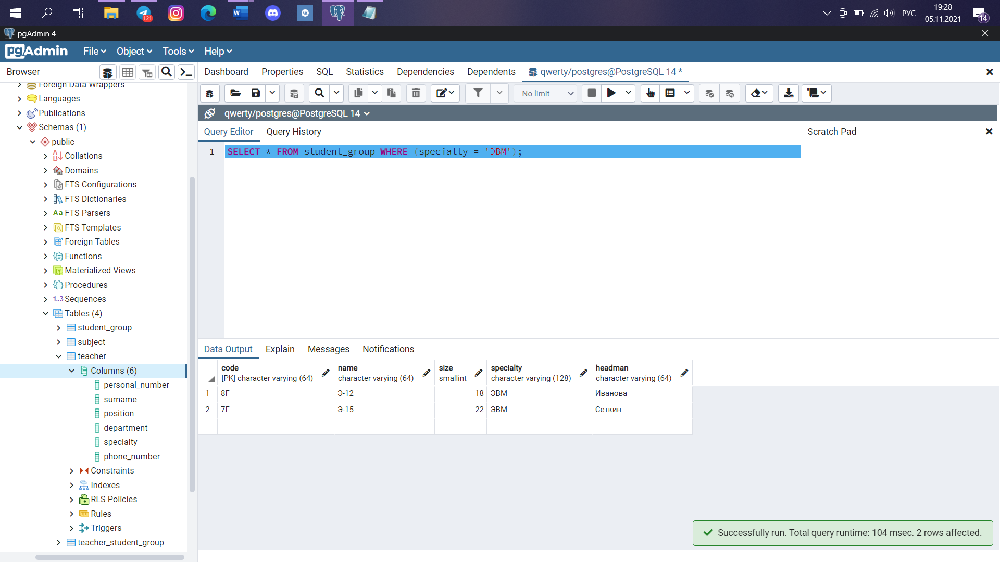 121
W
РУС
19:28
05.11.2021
14
pgAdmin 4
pgAdmin
File
Object
Tools
Help
Browser
Dashboard
Properties
SQL
Statistics
Dependencies
Dependents
qwerty/postgres@PostgreSQL 14 *
Foreign Data Wrappers
Languages
Publications
Schemas (1)
public
Collations
Domains
FTS Configurations
FTS Dictionaries
Aa FTS Parsers
FTS Templates
Foreign Tables
Functions
Materialized Views
Procedures
1..3 Sequences
Tables (4)
student_group
subject
teacher
Columns (6)
personal_number
surname
position
department
specialty
phone_number
Constraints
Indexes
RLS Policies
Rules
Triggers
teacher_student_group
No limit
qwerty/postgres@PostgreSQL 14
Query Editor
Query History
Scratch Pad
1 SELECT * FROM student_group WHERE (specialty = 'ЭВМ');
Data Output
Explain
Messages
Notifications
code
[PK] character varying (64)
name
character varying (64)
size
smallint
specialty
character varying (128)
headman
character varying (64)
1 8Г Э-12 18 ЭВМ Иванова
2 7Г Э-15 22 ЭВМ Сеткин
Successfully run. Total query runtime: 104 msec. 2 rows affected.